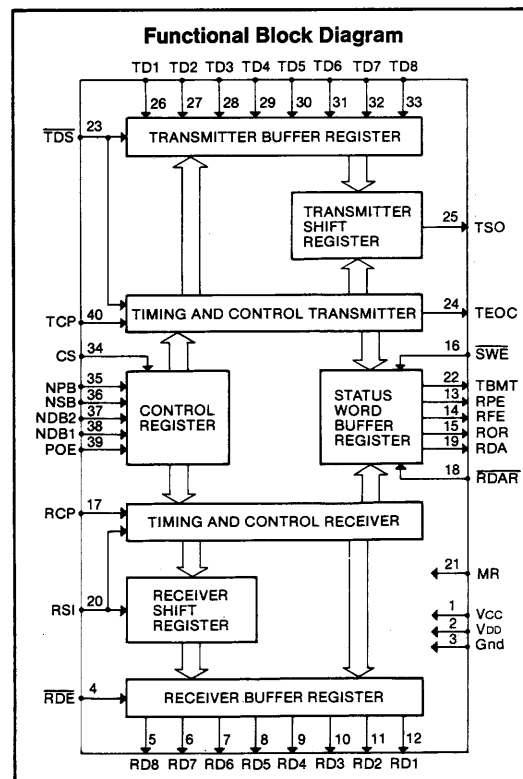 Functional Block Diagram
TD1 TD2 TD3 TD4 TD5 TD6 TD7 TD8
26 27 28 29 30 31 32 33
TDS 23
TRANSMITTER BUFFER REGISTER
TRANSMITTER
SHIFT
REGISTER
25 TSO
TIMING AND CONTROL TRANSMITTER
24 TEOC
TCP 40
CS 34
16 SWE
NPB 35
NSB 36
NDB2 37
NDB1 38
POE 39
CONTROL
REGISTER
STATUS
WORD
BUFFER
REGISTER
22 TBMT
13 RPE
14 RFE
15 ROR
19 RDA
18 RDAR
RCP 17
TIMING AND CONTROL RECEIVER
21 MR
RSI 20
RECEIVER
SHIFT
REGISTER
1 VCC
2 VDD
3 Gnd
RDE 4
RECEIVER BUFFER REGISTER
5 6 7 8 9 10 11 12
RD8 RD7 RD6 RD5 RD4 RD3 RD2 RD1